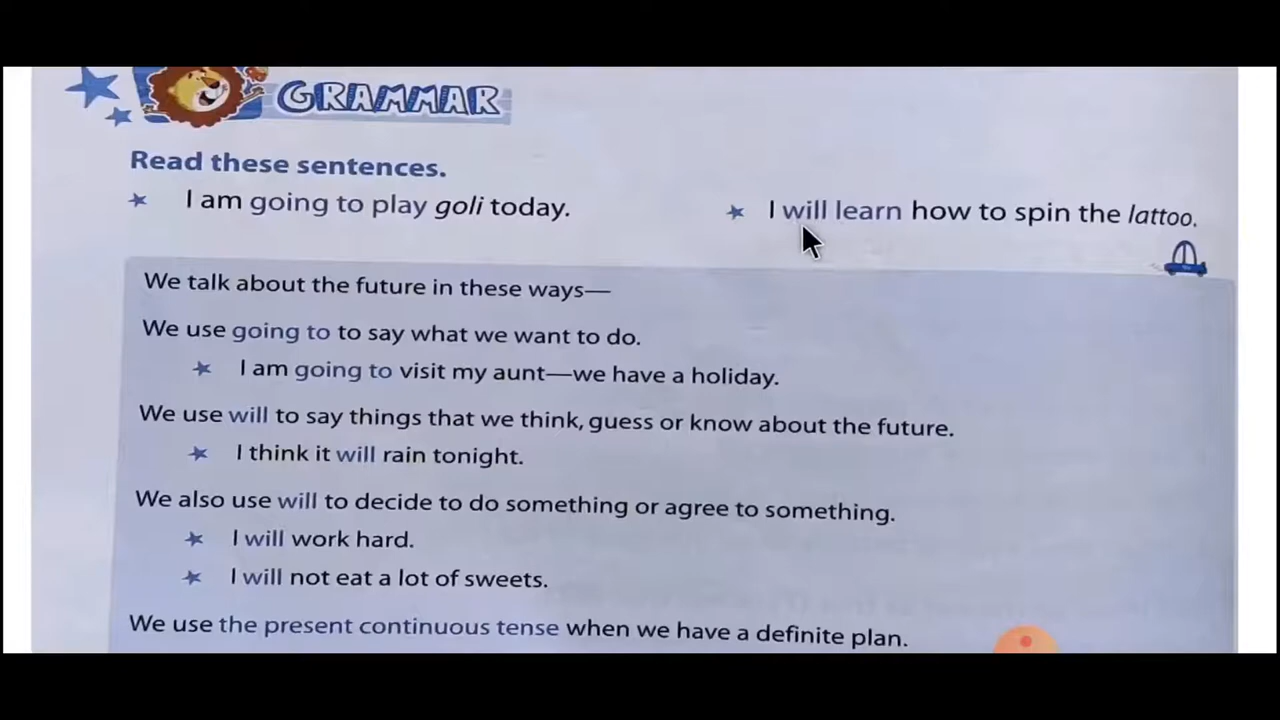 GRAMMAR
Read these sentences.
I am going to play goli today.
I will learn how to spin the lattoo.
We talk about the future in these ways—
We use going to to say what we want to do.
I am going to visit my aunt—we have a holiday.
We use will to say things that we think, guess or know about the future.
I think it will rain tonight.
We also use will to decide to do something or agree to something.
I will work hard.
I will not eat a lot of sweets.
We use the present continuous tense when we have a definite plan.